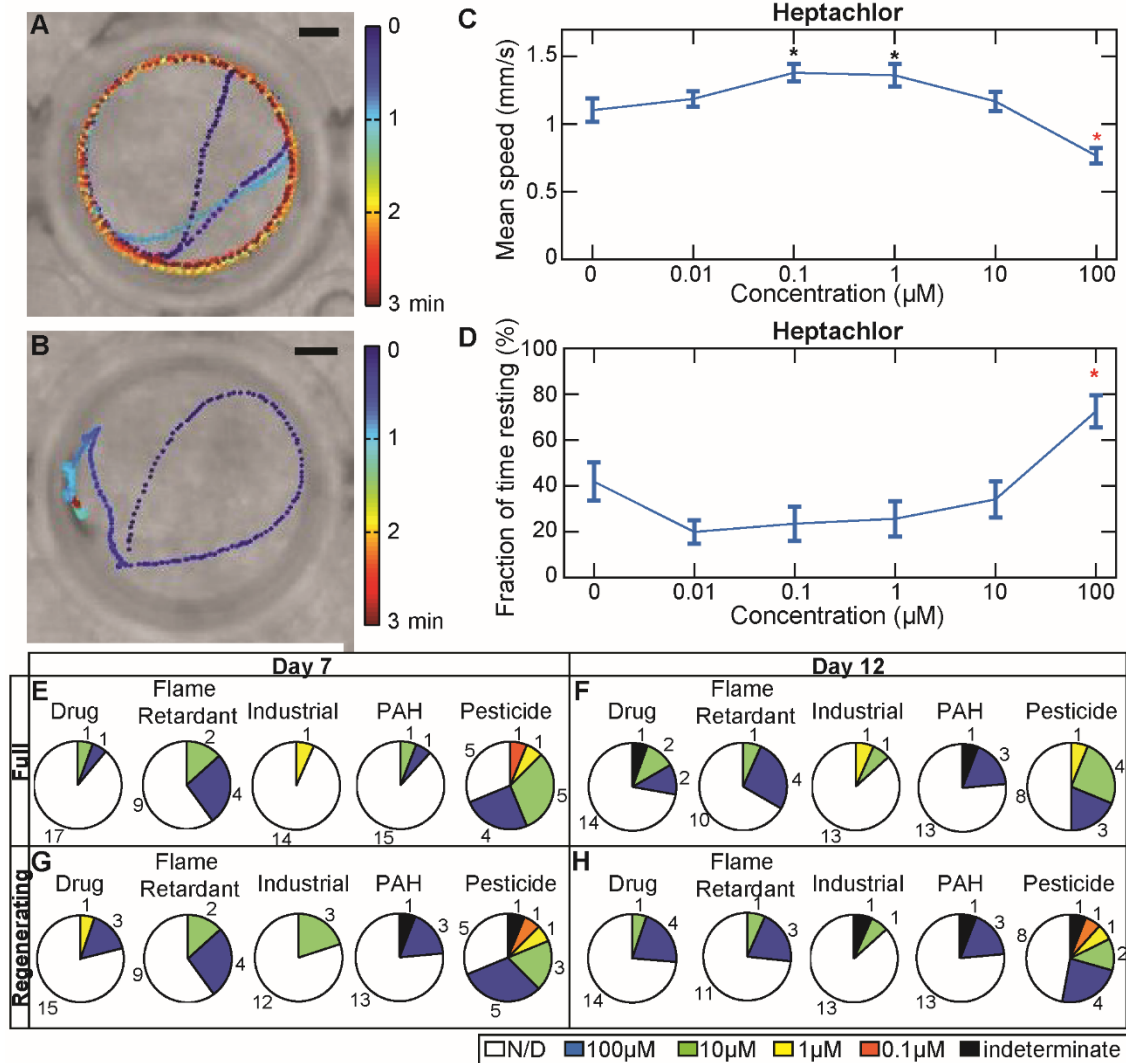 A
0
1
2
3 min
B
0
1
2
3 min
C
Heptachlor
Mean speed (mm/s)
1.5
1
0.5
0
* * *
0 0.01 0.1 1 10 100
Concentration (µM)
D
Heptachlor
Fraction of time resting (%)
100
80
60
40
20
0
*
0 0.01 0.1 1 10 100
Concentration (µM)
Day 7 Day 12
Full
E
Drug
1 1
17
Flame
Retardant
2
4
9
Industrial
1
14
PAH
1 1
15
Pesticide
1 1
5
4
5
F
Drug
1
2
2
14
Flame
Retardant
1
4
10
Industrial
1 1
13
PAH
1
3
13
Pesticide
1
4
3
8
Regenerating
G
Drug
1
3
15
Flame
Retardant
2
4
9
Industrial
3
12
PAH
1
3
13
Pesticide
1 1
1
3
5
5
H
Drug
1
4
14
Flame
Retardant
1
3
11
Industrial
1 1
13
PAH
1
3
13
Pesticide
1 1
1
2
4
8
N/D 100µM 10µM 1µM 0.1µM indeterminate